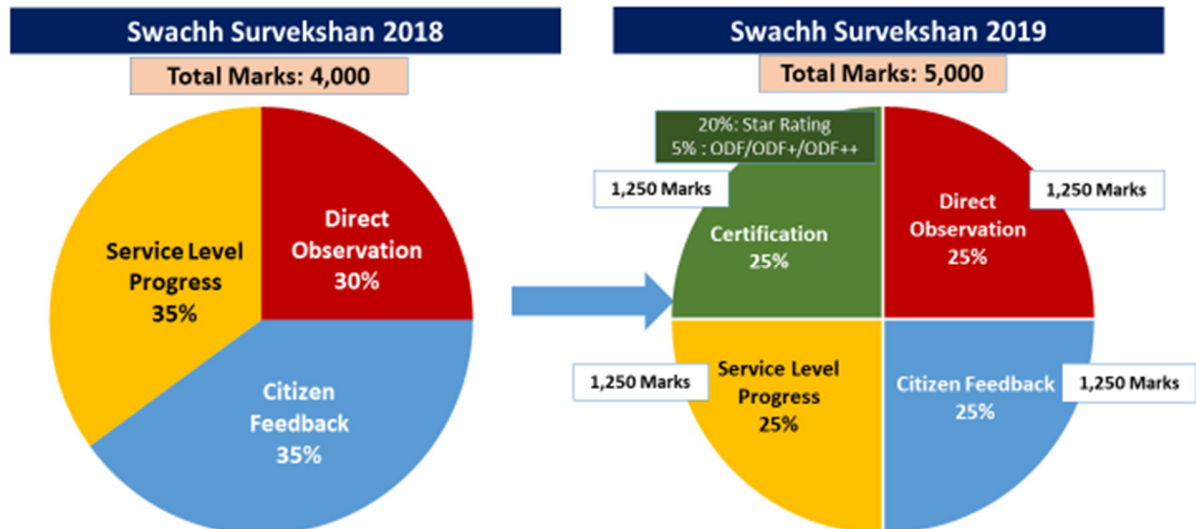 Swachh Survekshan 2018
Total Marks: 4,000
Service Level
Progress
35%
Direct
Observation
30%
Citizen
Feedback
35%
Swachh Survekshan 2019
Total Marks: 5,000
20%: Star Rating
5% : ODF/ODF+/ODF++
1,250 Marks
Certification
25%
Direct
Observation
25%
1,250 Marks
1,250 Marks
Service Level
Progress
25%
Citizen Feedback
25%
1,250 Marks